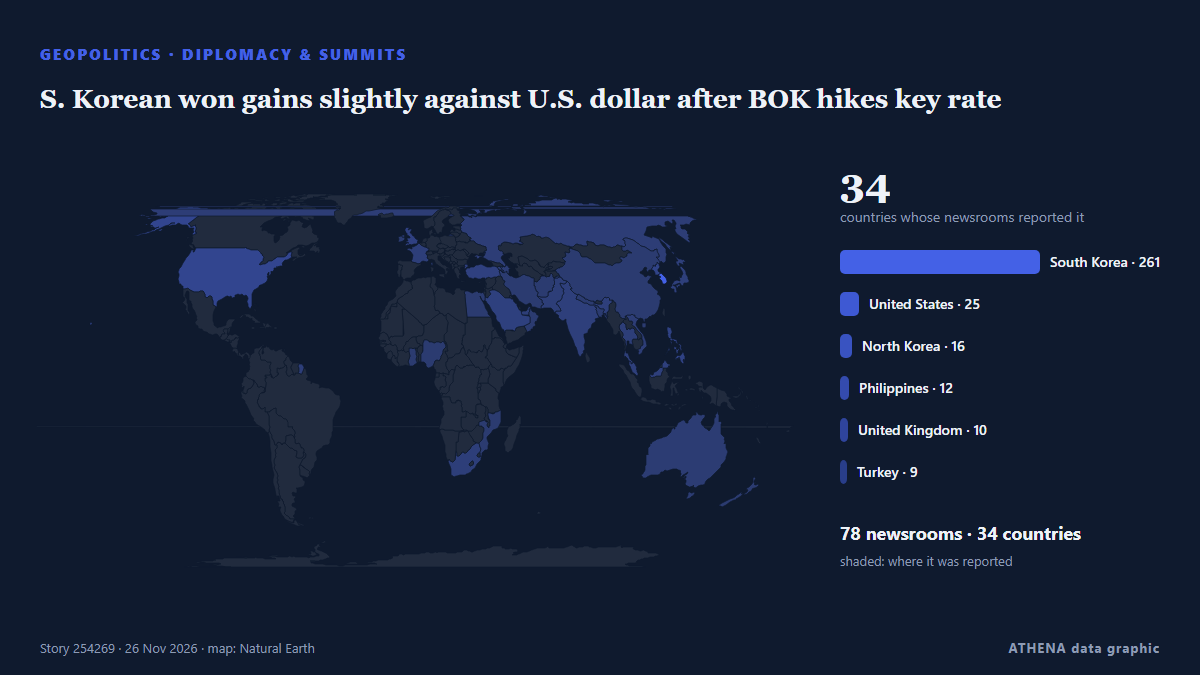 GEOPOLITICS · DIPLOMACY & SUMMITS
S. Korean won gains slightly against U.S. dollar after BOK hikes key rate
34
countries whose newsrooms reported it
South Korea · 261
United States · 25
North Korea · 16
Philippines · 12
United Kingdom · 10
Turkey · 9
78 newsrooms · 34 countries
shaded: where it was reported
Story 254269 · 26 Nov 2026 · map: Natural Earth
ATHENA data graphic